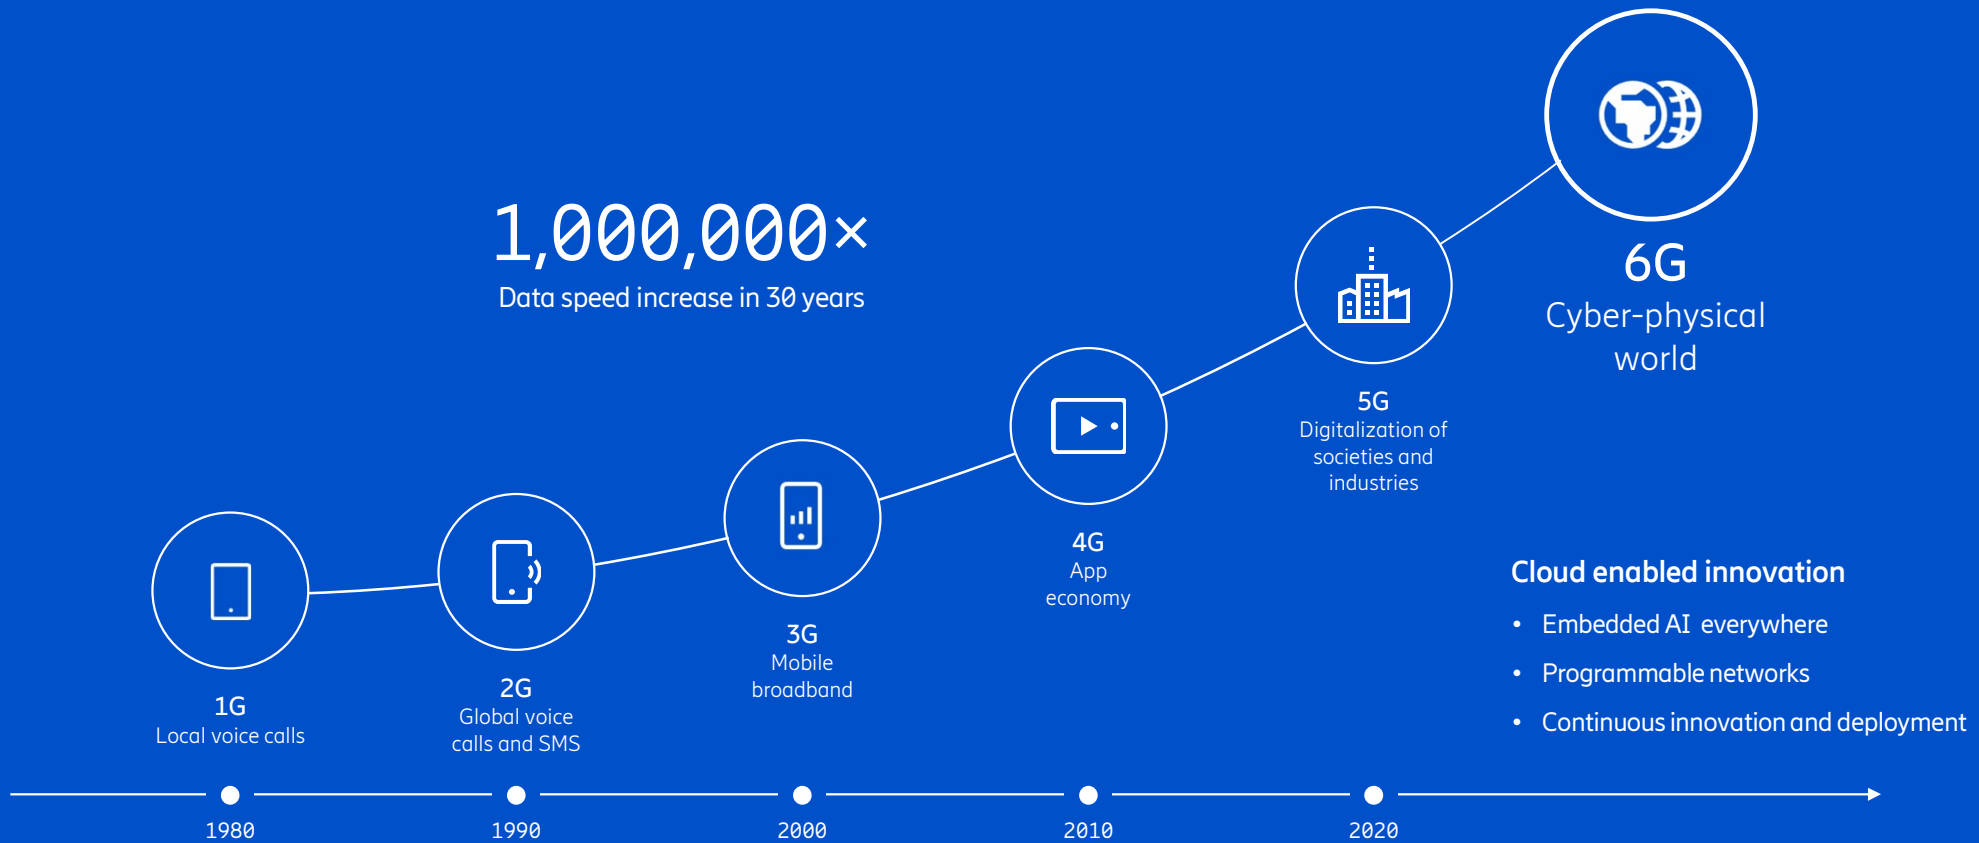 1,000,000×
Data speed increase in 30 years
1G
Local voice calls
2G
Global voice
calls and SMS
3G
Mobile
broadband
4G
App
economy
5G
Digitalization of
societies and
industries
6G
Cyber-physical
world
Cloud enabled innovation
• Embedded AI everywhere
• Programmable networks
• Continuous innovation and deployment
1980
1990
2000
2010
2020